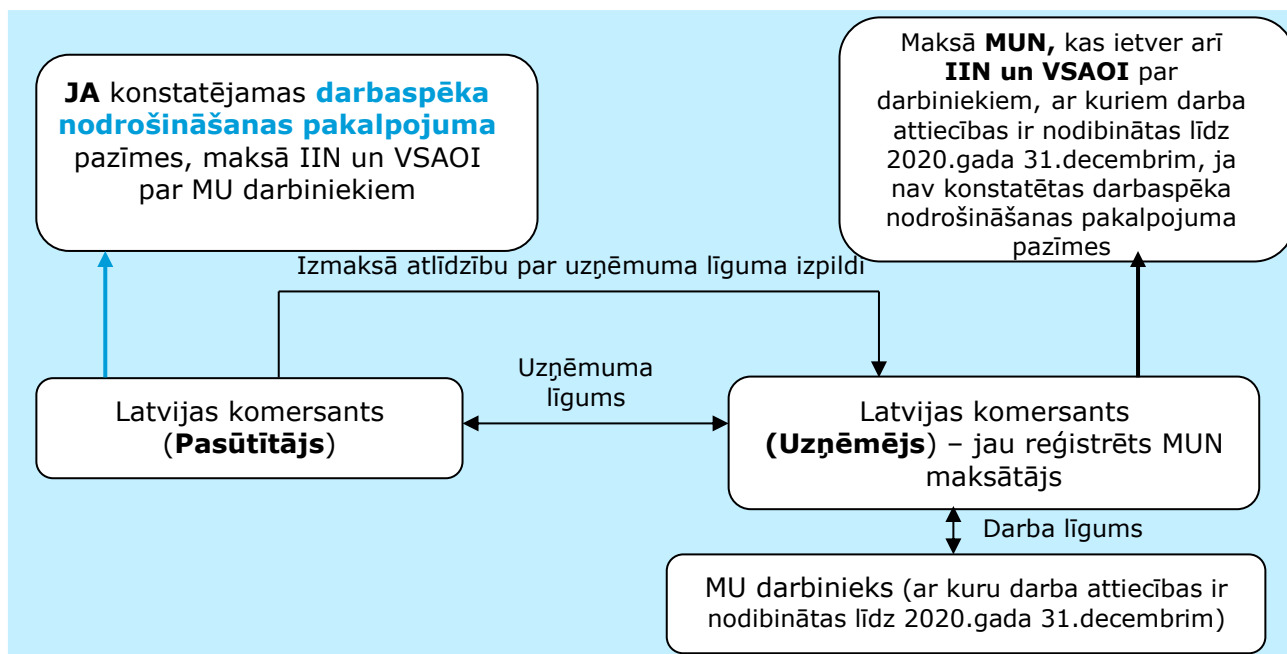 JA konstatējamas darbaspēka
nodrošināšanas pakalpojuma
pazīmes, maksā IIN un VSAOI
par MU darbiniekiem
Maksā MUN, kas ietver arī
IIN un VSAOI par
darbiniekiem, ar kuriem darba
attiecības ir nodibinātas līdz
2020.gada 31.decembrim, ja
nav konstatētas darbaspēka
nodrošināšanas pakalpojuma
pazīmes
Izmaksā atlīdzību par uzņēmuma līguma izpildi
Uzņēmuma
līgums
Latvijas komersants
(Pasūtītājs)
Latvijas komersants
(Uzņēmējs) – jau reģistrēts MUN
maksātājs
Darba līgums
MU darbinieks (ar kuru darba attiecības ir
nodibinātas līdz 2020.gada 31.decembrim)